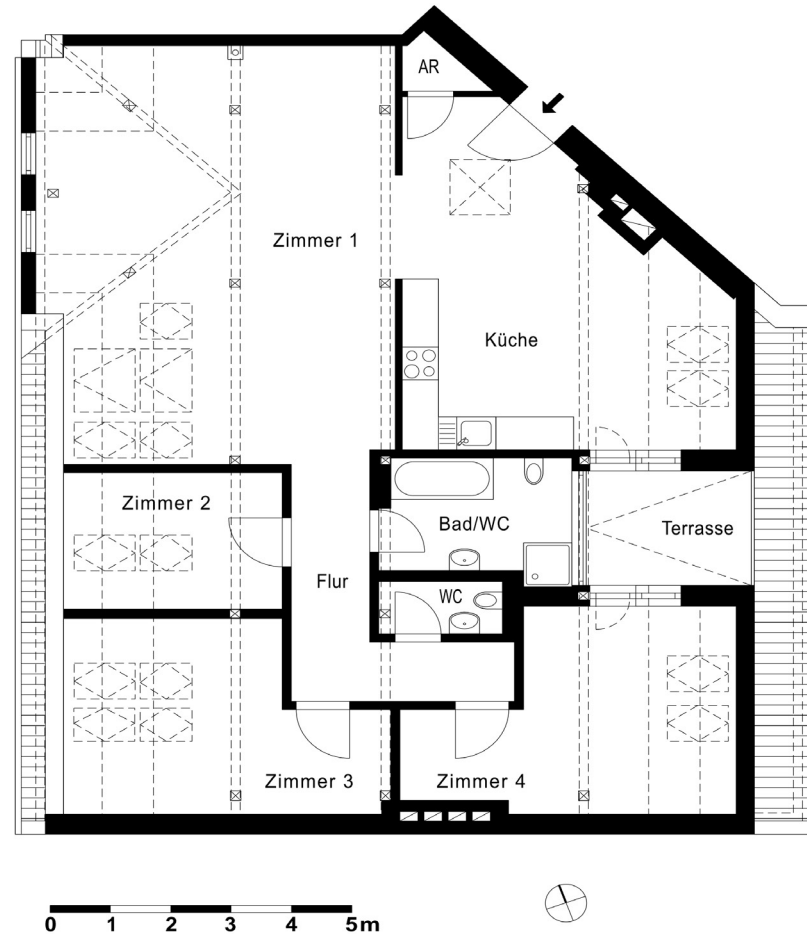 AR
Zimmer 1
Küche
Zimmer 2
Bad/WC
Terrasse
Flur
WC
Zimmer 3
Zimmer 4
0 1 2 3 4 5m